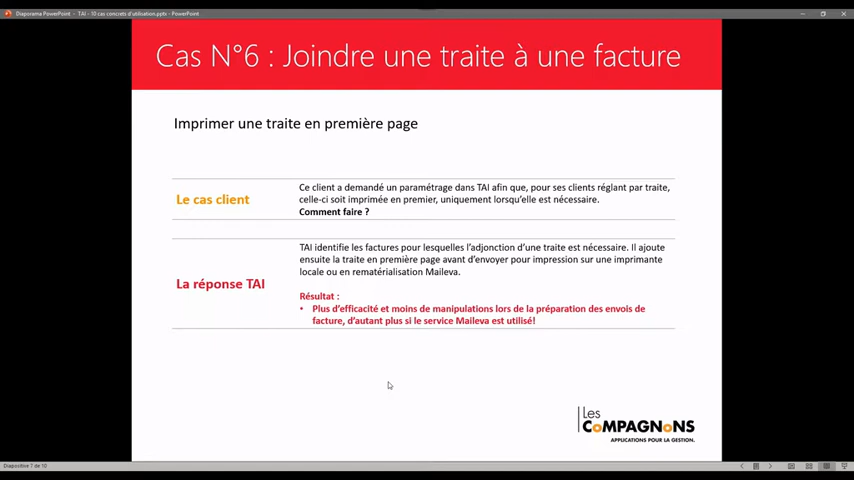 Diaporama PowerPoint - TAI - 10 cas concrets d'utilisation.pptx - PowerPoint
Cas N°6 : Joindre une traite à une facture
Imprimer une traite en première page
Le cas client
Ce client a demandé un paramétrage dans TAI afin que, pour ses clients réglant par traite,
celle-ci soit imprimée en premier, uniquement lorsqu'elle est nécessaire.
Comment faire ?
La réponse TAI
TAI identifie les factures pour lesquelles l'adjonction d'une traite est nécessaire. Il ajoute
ensuite la traite en première page avant d'envoyer pour impression sur une imprimante
locale ou en rematérialisation Maileva.
Résultat :
• Plus d'efficacité et moins de manipulations lors de la préparation des envois de
facture, d'autant plus si le service Maileva est utilisé!
Les
COMPAGNONS
APPLICATIONS POUR LA GESTION.
Diapositive 7 de 10